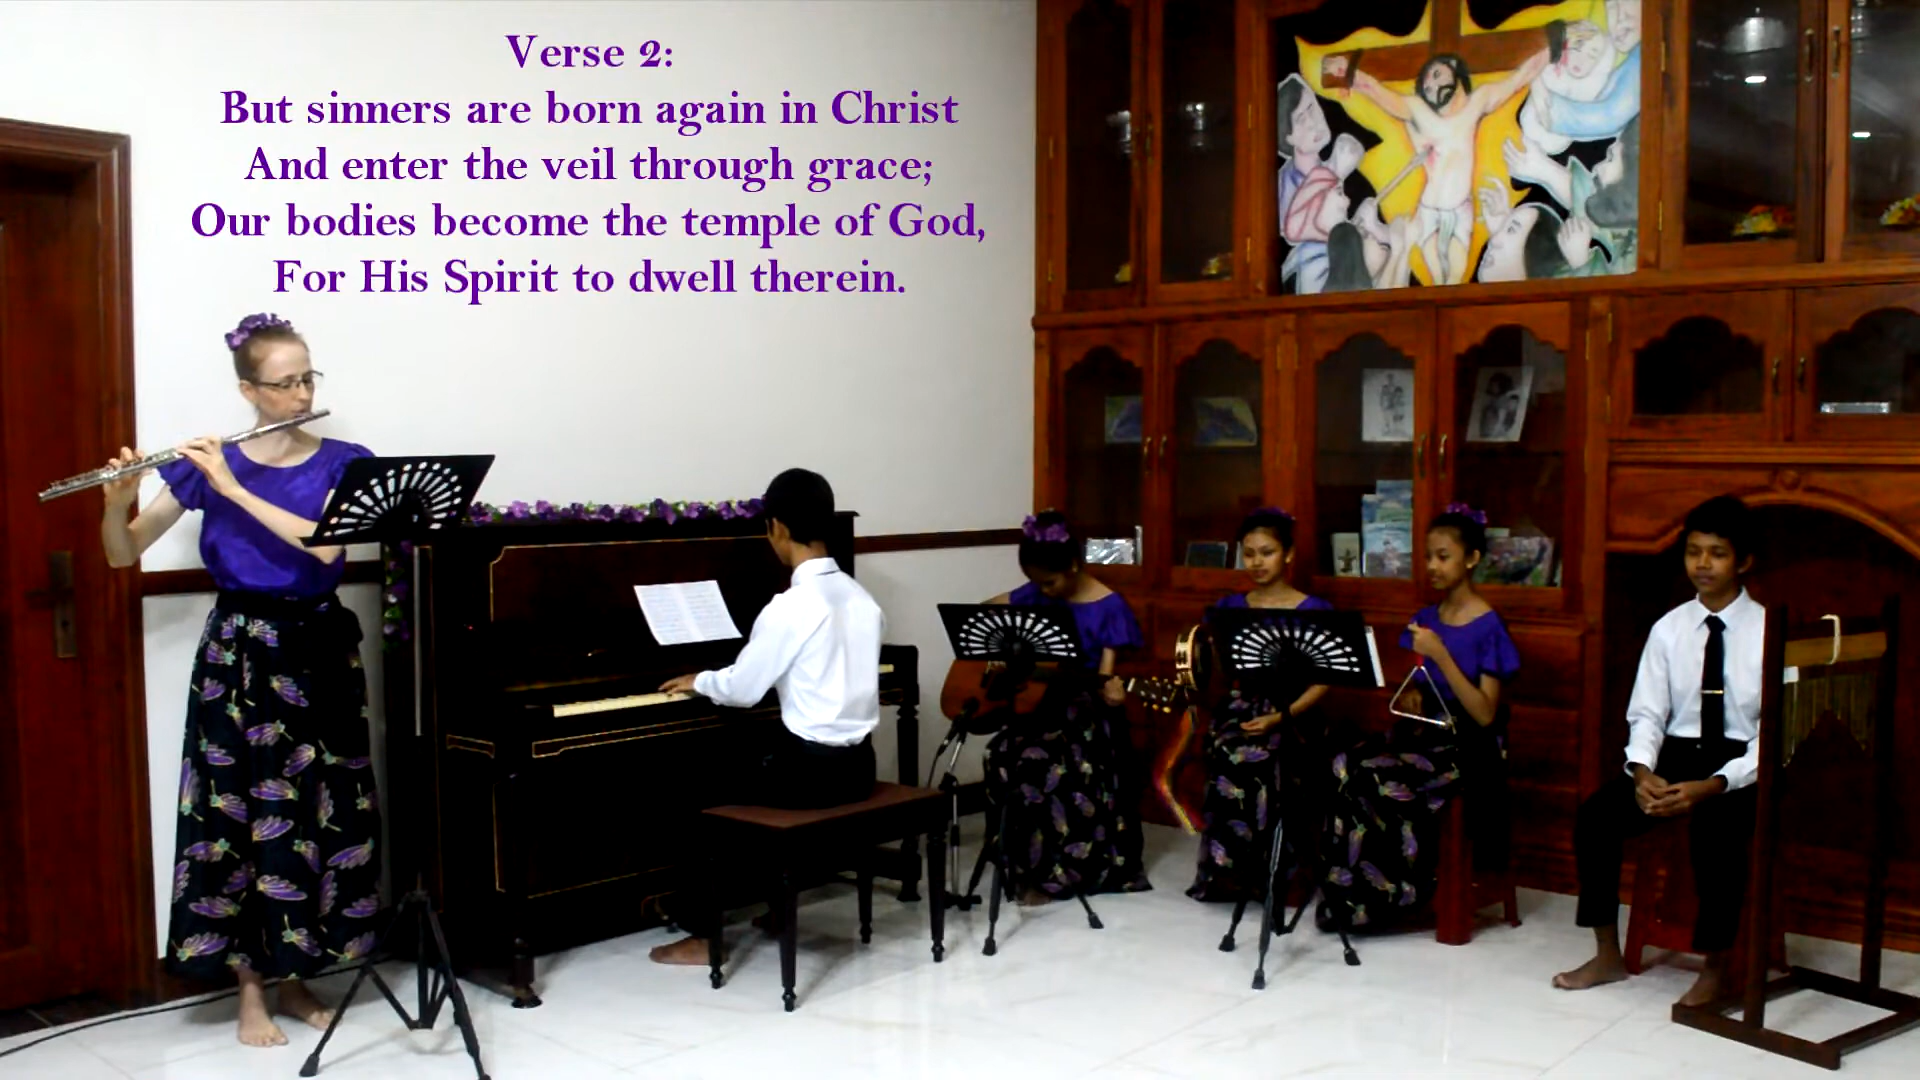 Verse 2:
But sinners are born again in Christ
And enter the veil through grace;
Our bodies become the temple of God,
For His Spirit to dwell therein.